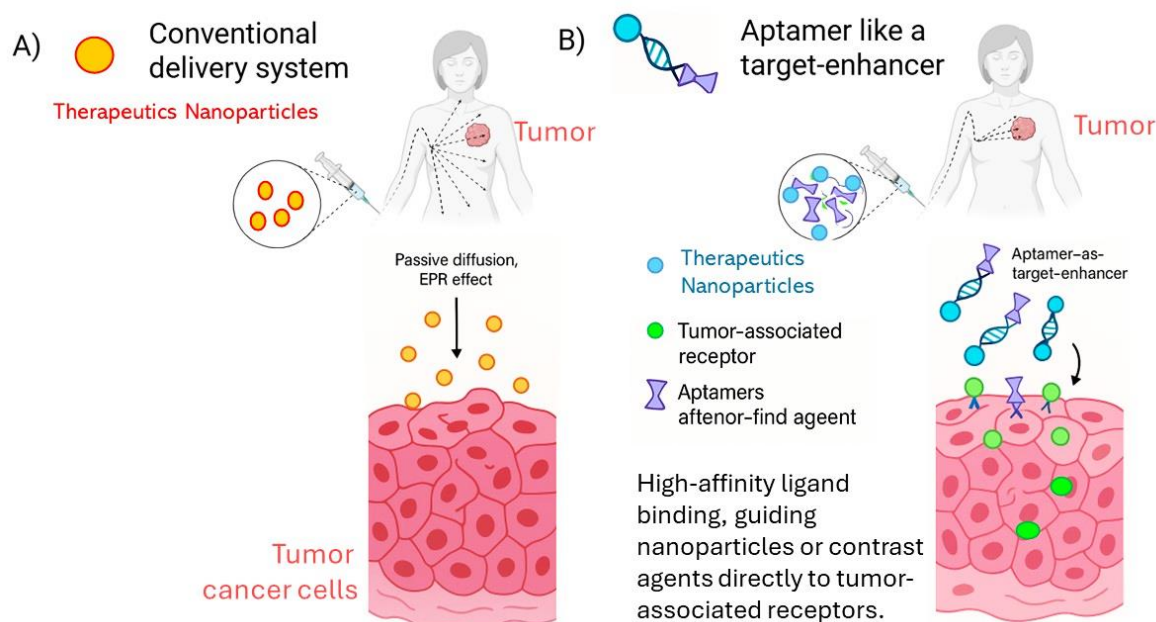 A)
Conventional
delivery system
Therapeutics Nanoparticles
Tumor
Passive diffusion,
EPR effect
Tumor
cancer cells
B)
Aptamer like a
target-enhancer
Tumor
Therapeutics
Nanoparticles
Tumor-associated
receptor
Aptamers
aftenor-find ageent
Aptamer-as-
target-enhancer
High-affinity ligand
binding, guiding
nanoparticles or contrast
agents directly to tumor-
associated receptors.